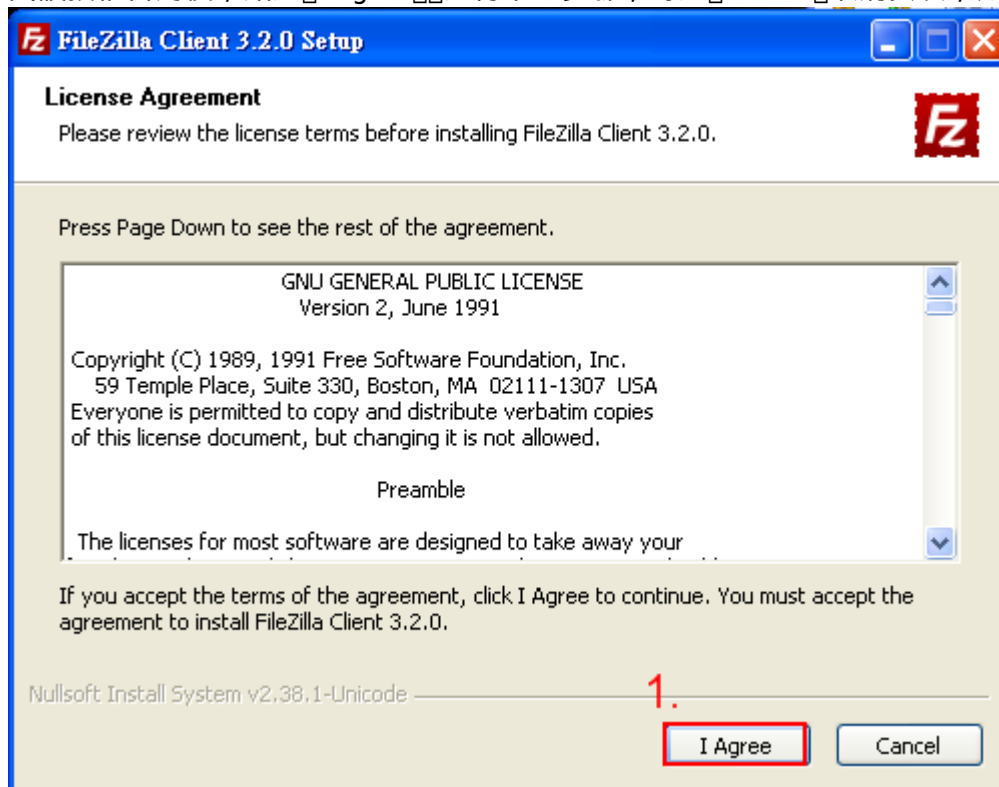 FileZilla Client 3.2.0 Setup
License Agreement
Please review the license terms before installing FileZilla Client 3.2.0.
Fz
Press Page Down to see the rest of the agreement.
GNU GENERAL PUBLIC LICENSE
Version 2, June 1991
Copyright (C) 1989, 1991 Free Software Foundation, Inc.
59 Temple Place, Suite 330, Boston, MA  02111-1307  USA
Everyone is permitted to copy and distribute verbatim copies
of this license document, but changing it is not allowed.
Preamble
The licenses for most software are designed to take away your
If you accept the terms of the agreement, click I Agree to continue. You must accept the
agreement to install FileZilla Client 3.2.0.
Nullsoft Install System v2.38.1-Unicode
1.
I Agree
Cancel